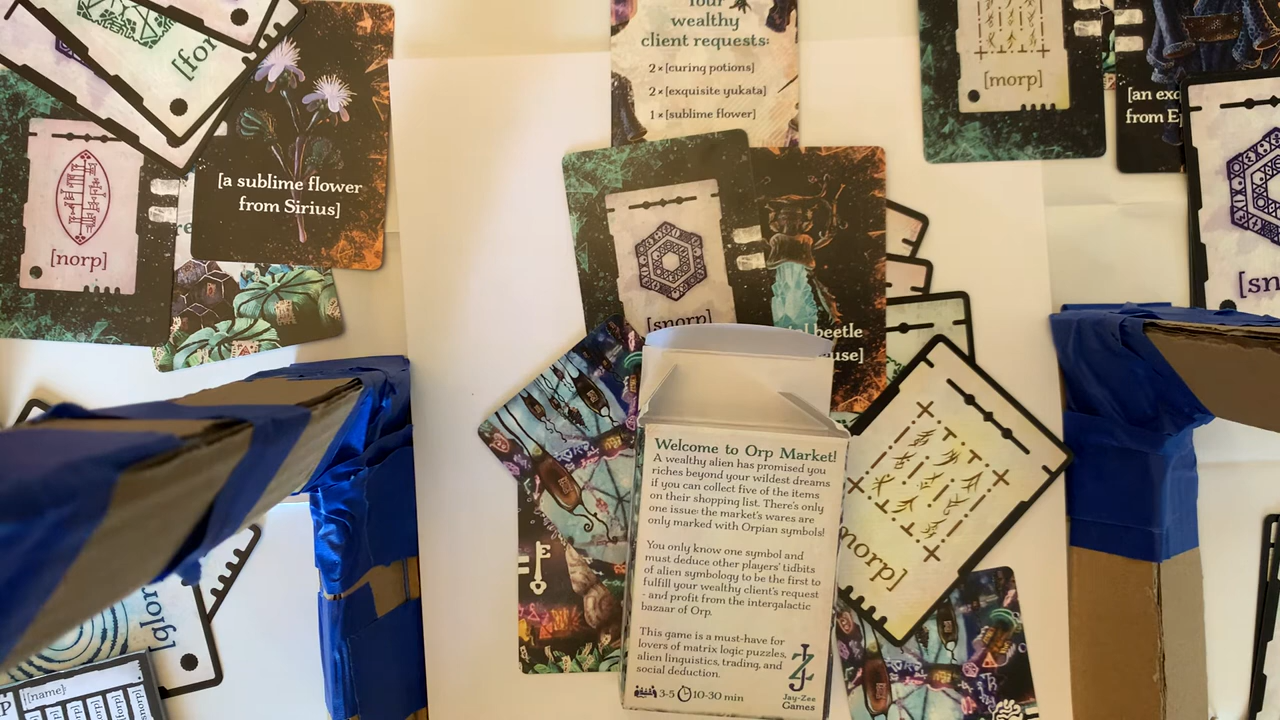 [for
[norp]
[a sublime flower
from Sirius]
Your
wealthy
client requests:
2 × [curing potions]
2 × [exquisite yukata]
1 × [sublime flower]
[morp]
[an exq
from Ep
[sn
[snorp]
beetle
use]
norp]
Welcome to Orp Market!
A wealthy alien has promised you
riches beyond your wildest dreams
if you can collect five of the items
on their shopping list. There's only
one issue: the market's wares are
only marked with Orpian symbols!
You only know one symbol and
must deduce other players' tidbits
of alien symbology to be the first to
fulfill your wealthy client's request
- and profit from the intergalactic
bazaar of Orp.
This game is a must-have for
lovers of matrix logic puzzles,
alien linguistics, trading, and
social deduction.
3-5 10-30 min
Jay-Zee
Games
[glor
[name]: